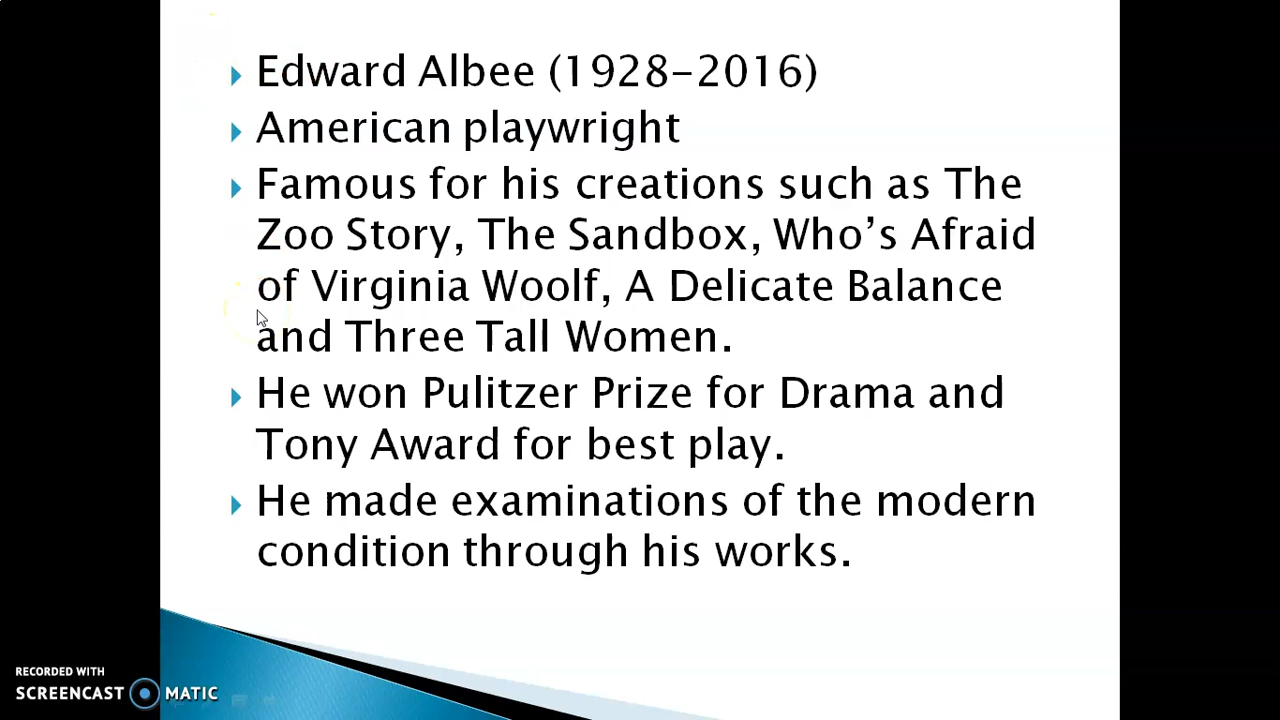 Edward Albee (1928-2016)
American playwright
Famous for his creations such as The
Zoo Story, The Sandbox, Who’s Afraid
of Virginia Woolf, A Delicate Balance
and Three Tall Women.
He won Pulitzer Prize for Drama and
Tony Award for best play.
He made examinations of the modern
condition through his works.
RECORDED WITH
SCREENCAST MATIC